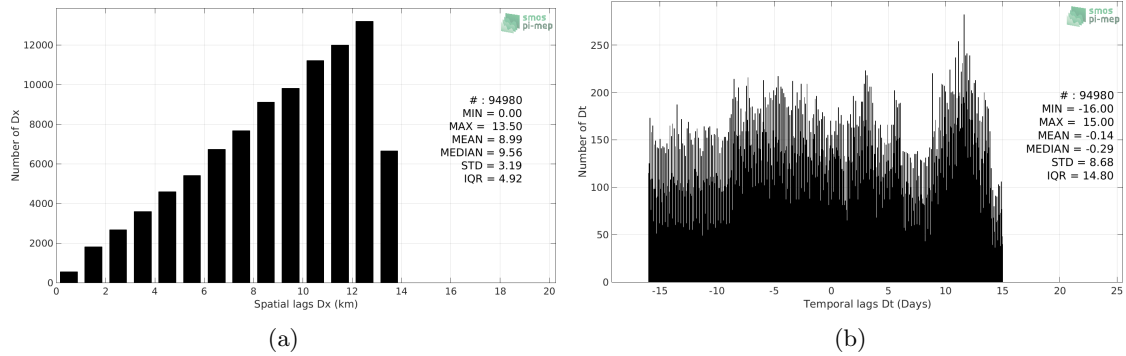 smos
pi-mep
12000
10000
8000
6000
4000
2000
0
Number of Dx
# : 94980
MIN = 0.00
MAX = 13.50
MEAN = 8.99
MEDIAN = 9.56
STD = 3.19
IQR = 4.92
0 2 4 6 8 10 12 14 16 18 20
Spatial lags Dx (km)
(a)
smos
pi-mep
250
200
150
100
50
0
Number of Dt
# : 94980
MIN = -16.00
MAX = 15.00
MEAN = -0.14
MEDIAN = -0.29
STD = 8.68
IQR = 14.80
-15 -10 -5 0 5 10 15 20 25
Temporal lags Dt (Days)
(b)